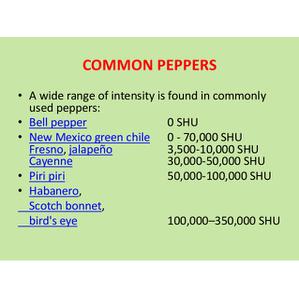 COMMON PEPPERS
• A wide range of intensity is found in commonly
used peppers:
• Bell pepper 0 SHU
• New Mexico green chile 0 - 70,000 SHU
Fresno, jalapeño 3,500-10,000 SHU
Cayenne 30,000-50,000 SHU
• Piri piri 50,000-100,000 SHU
• Habanero,
Scotch bonnet,
bird's eye 100,000–350,000 SHU